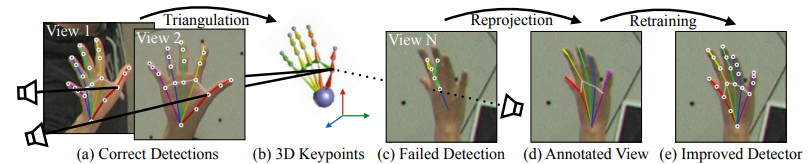 Triangulation
Reprojection
Retraining
View 1
View 2
View N
(a) Correct Detections
(b) 3D Keypoints
(c) Failed Detection
(d) Annotated View
(e) Improved Detector